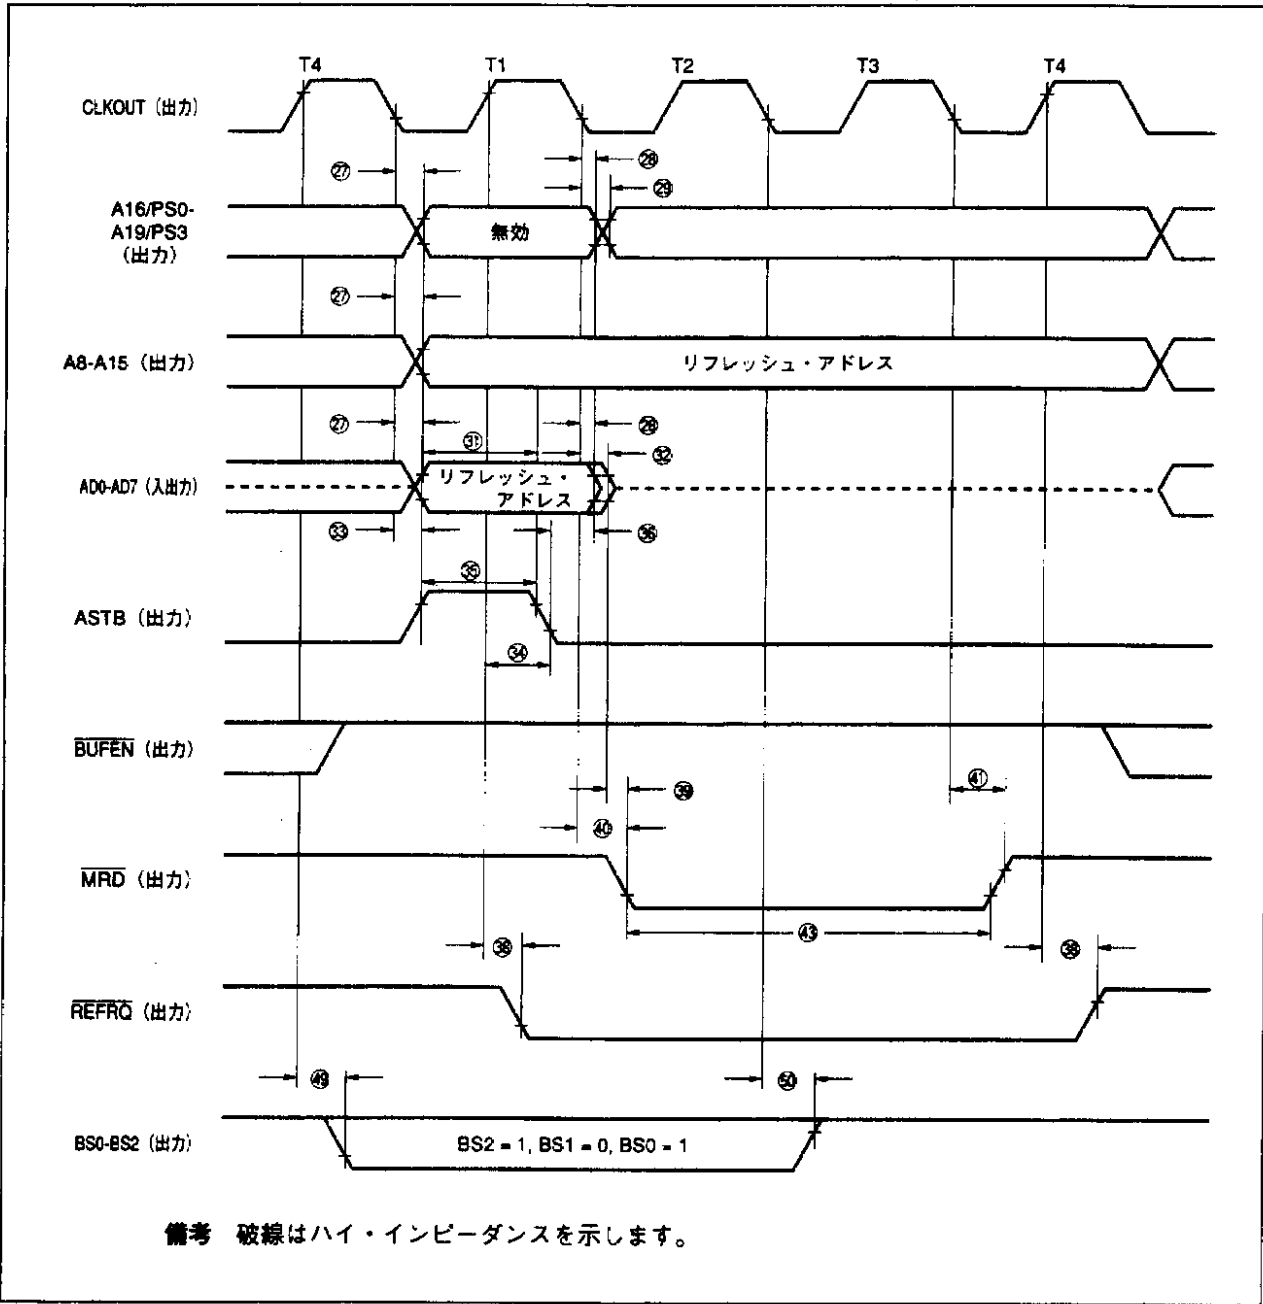 T4 T1 T2 T3 T4
CLKOUT（出力）
㉗ ㉘
㉙
A16/PS0-
A19/PS3
（出力）
無効
㉗
A8-A15（出力）
リフレッシュ・アドレス
㉗ ㉛ ㉘
㉜
AD0-AD7（入出力）
リフレッシュ・
アドレス
㉝ ㊱
㉟
ASTB（出力）
㉞
BUFEN（出力）
㊴ ㊶
㊵
MRD（出力）
㊸
㊳ ㊳
REFRQ（出力）
㊾ ㊿
BS0-BS2（出力）
BS2 = 1, BS1 = 0, BS0 = 1
備考 破線はハイ・インピーダンスを示します。